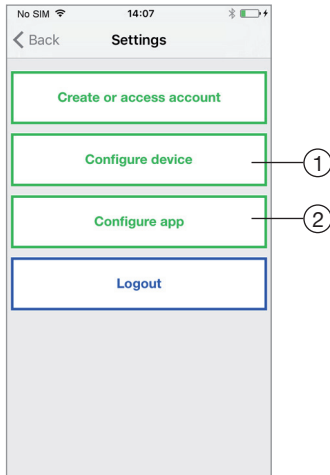 No SIM 14:07
Back Settings
Create or access account
Configure device 1
Configure app 2
Logout